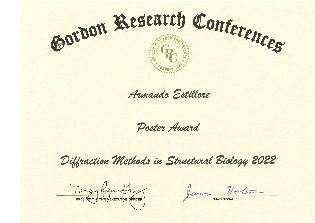 Gordon Research Conferences
GRC
Armando Estillore
Poster Award
Diffraction Methods in Structural Biology 2022